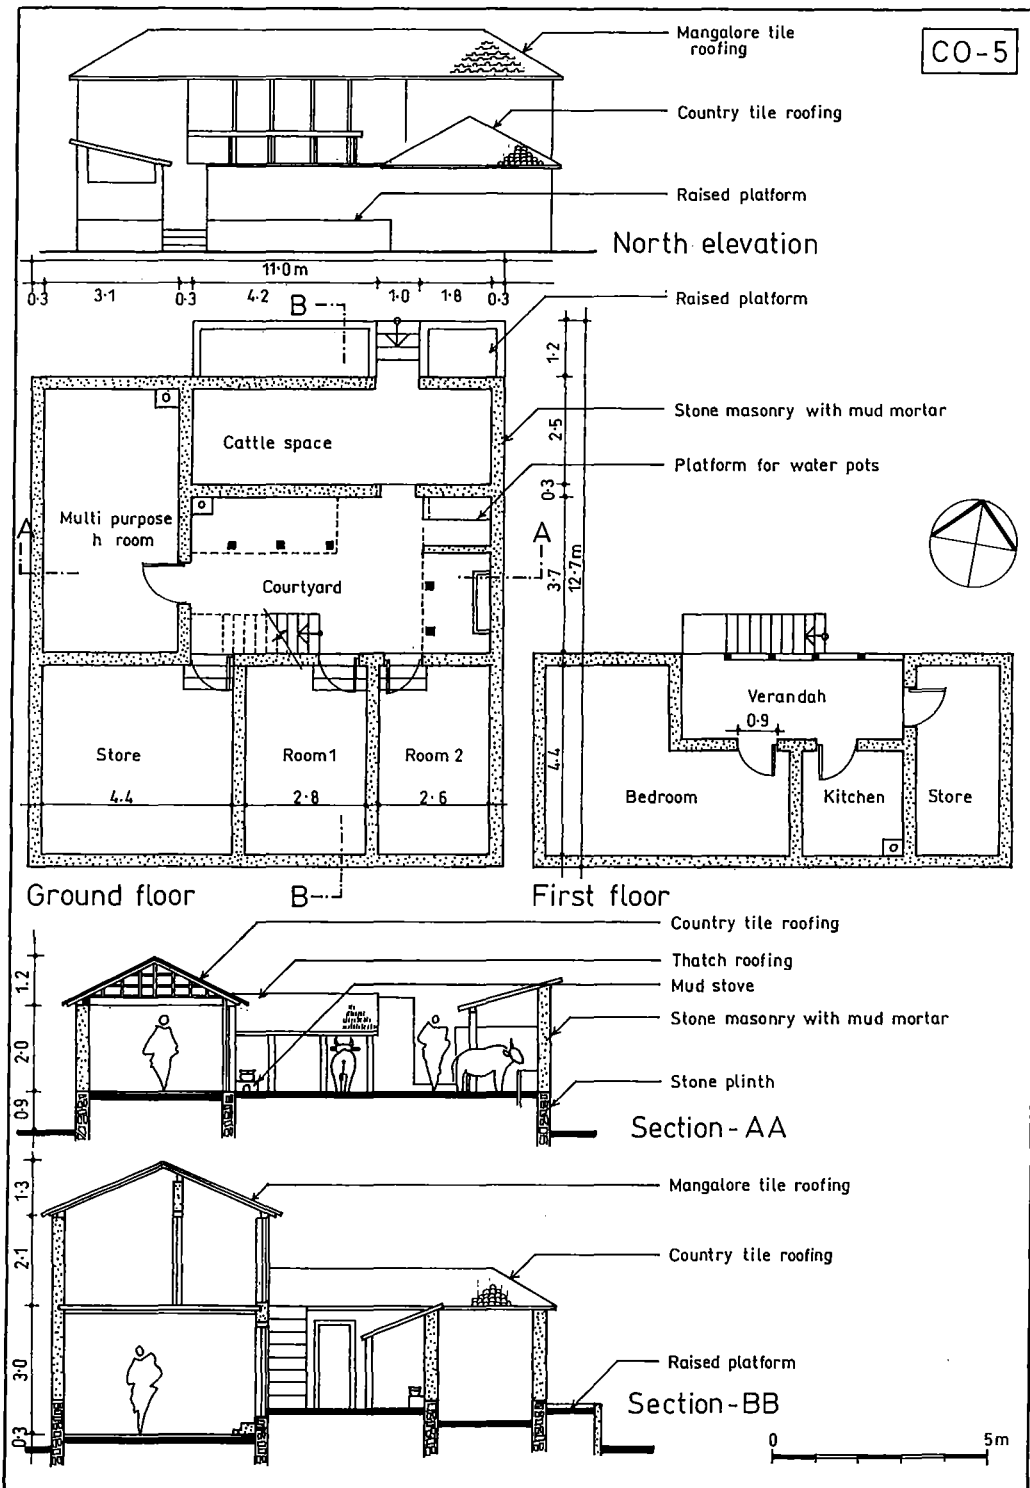 CO-5
Mangalore tile
roofing
Country tile roofing
Raised platform
North elevation
11·0m
0·3 3·1 0·3 4·2 1·0 1·8 0·3
B
Raised platform
1·2
Stone masonry with mud mortar
2·5
Cattle space
Platform for water pots
0·3
A
Multi purpose
h room
A
3·7
12·7m
Courtyard
Verandah
0·9
Store
Room 1
Room 2
4·4
Bedroom
Kitchen
Store
4·4
2·8
2·6
Ground floor
B
First floor
Country tile roofing
1·2
Thatch roofing
Mud stove
Stone masonry with mud mortar
2·0
Stone plinth
0·9
Section-AA
1·3
Mangalore tile roofing
2·1
Country tile roofing
3·0
Raised platform
Section-BB
0·3
0 5m